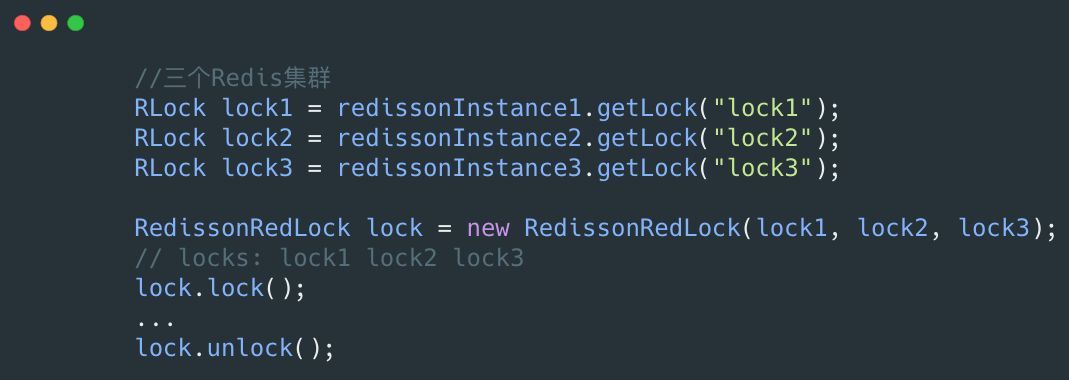 //三个Redis集群
RLock lock1 = redissonInstance1.getLock("lock1");
RLock lock2 = redissonInstance2.getLock("lock2");
RLock lock3 = redissonInstance3.getLock("lock3");
RedissonRedLock lock = new RedissonRedLock(lock1, lock2, lock3);
// locks: lock1 lock2 lock3
lock.lock();
...
lock.unlock();